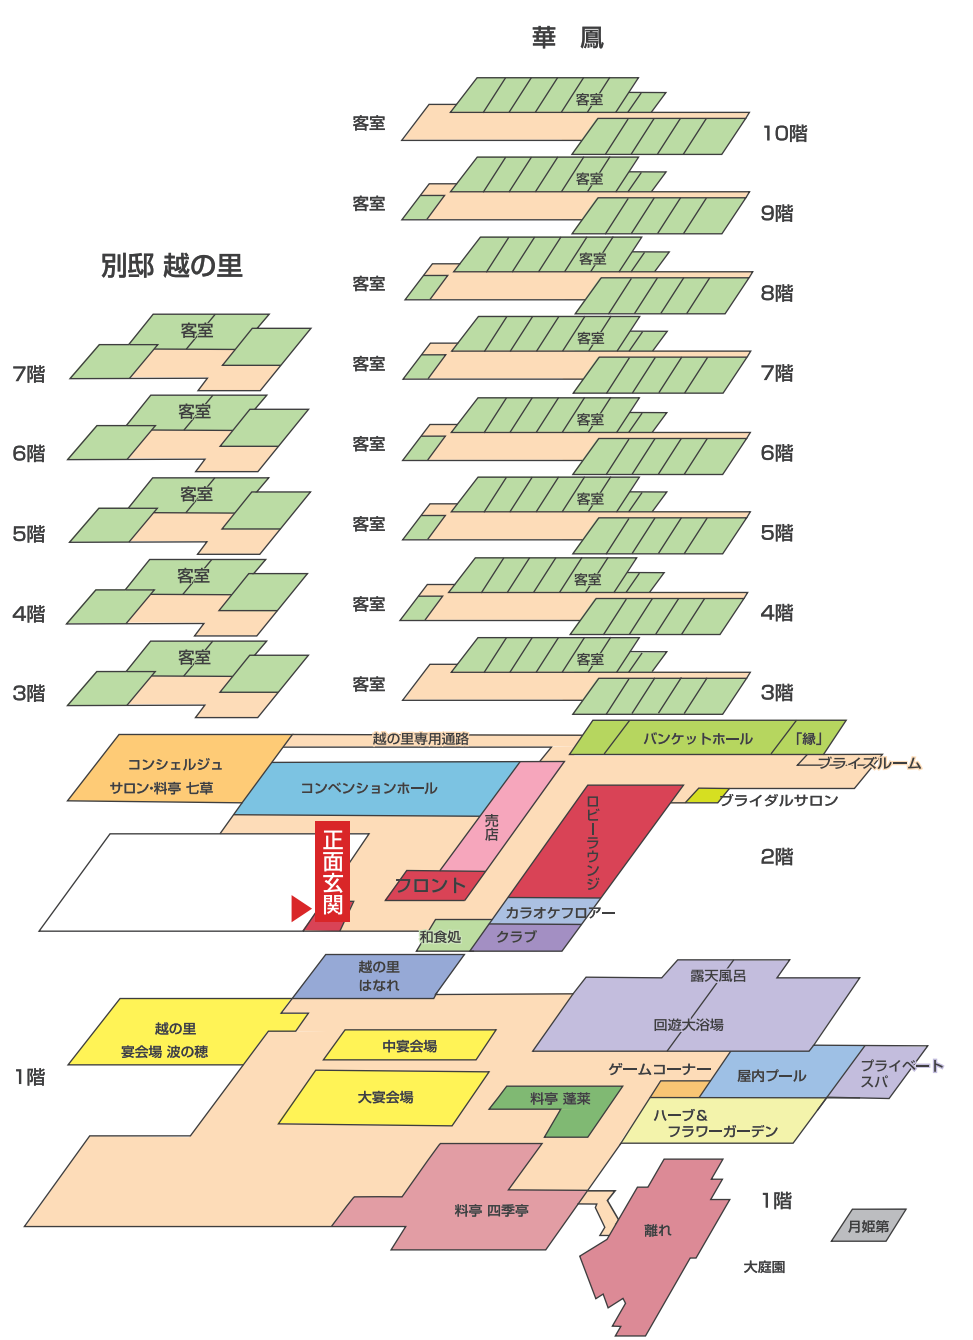 華 鳳
客室
客室
10階
客室
客室
9階
別邸 越の里
客室
客室
8階
客室
7階
客室
客室
7階
客室
6階
客室
客室
6階
客室
5階
客室
客室
5階
客室
4階
客室
客室
4階
客室
3階
客室
客室
3階
越の里専用通路
バンケットホール
「縁」
コンシェルジュ
サロン・料亭 七草
コンベンションホール
ブライズルーム
ブライダルサロン
売店
ロビーラウンジ
正面玄関
フロント
2階
カラオケフロアー
和食処
クラブ
越の里
はなれ
露天風呂
回遊大浴場
越の里
宴会場 波の穂
中宴会場
大宴会場
1階
ゲームコーナー
屋内プール
プライベート
スパ
料亭 蓬莱
ハーブ&
フラワーガーデン
料亭 四季亭
1階
離れ
月姫第
大庭園